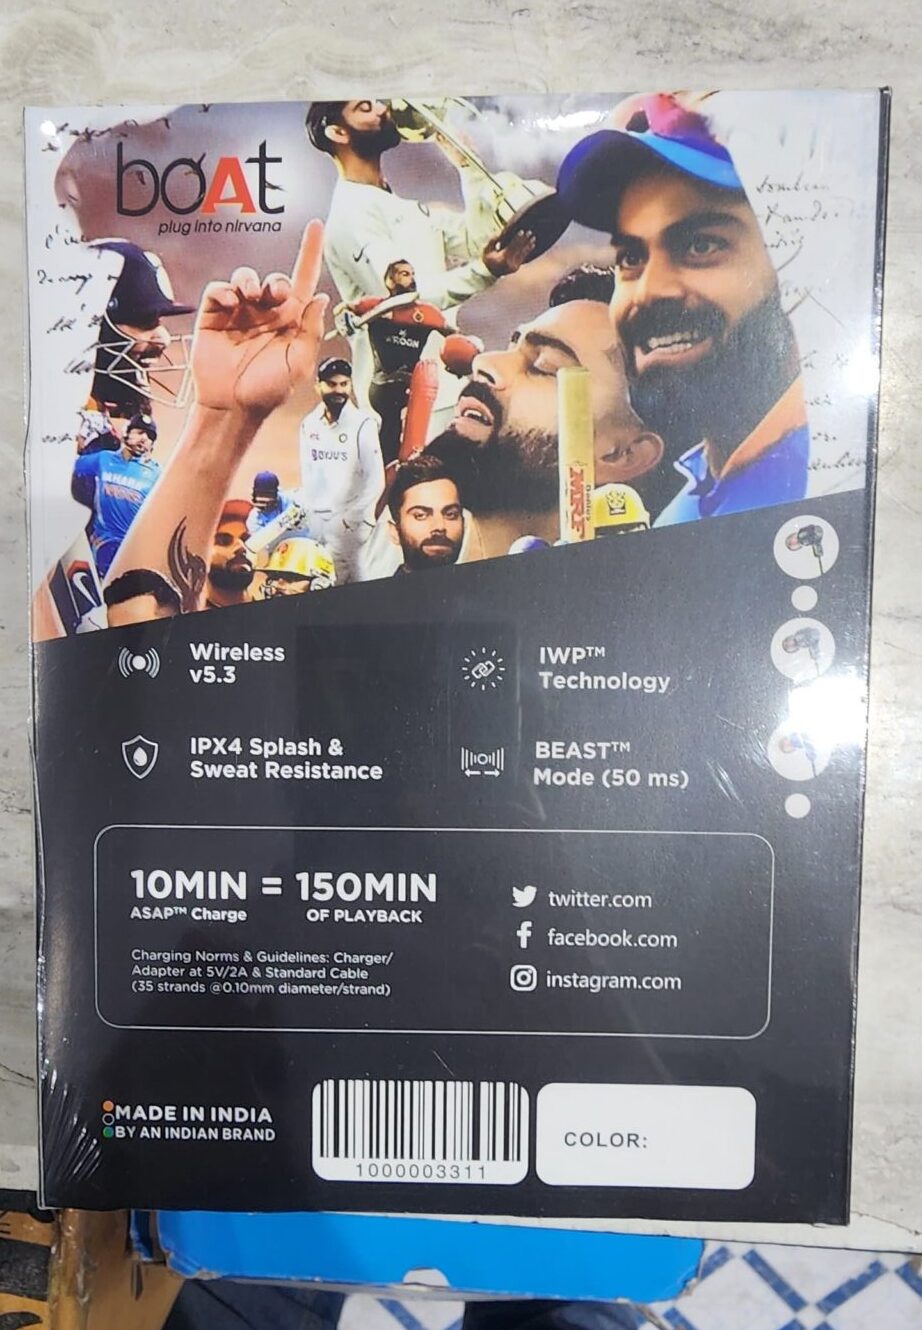 boAt
plug into nirvana
BYJU'S
MRF
Wireless
v5.3
IWP™
Technology
IPX4 Splash &
Sweat Resistance
BEAST™
Mode (50 ms)
10MIN = 150MIN
ASAP™ Charge OF PLAYBACK
Charging Norms & Guidelines: Charger/
Adapter at 5V/2A & Standard Cable
(35 strands @0.10mm diameter/strand)
twitter.com
facebook.com
instagram.com
MADE IN INDIA
BY AN INDIAN BRAND
1000003311
COLOR: